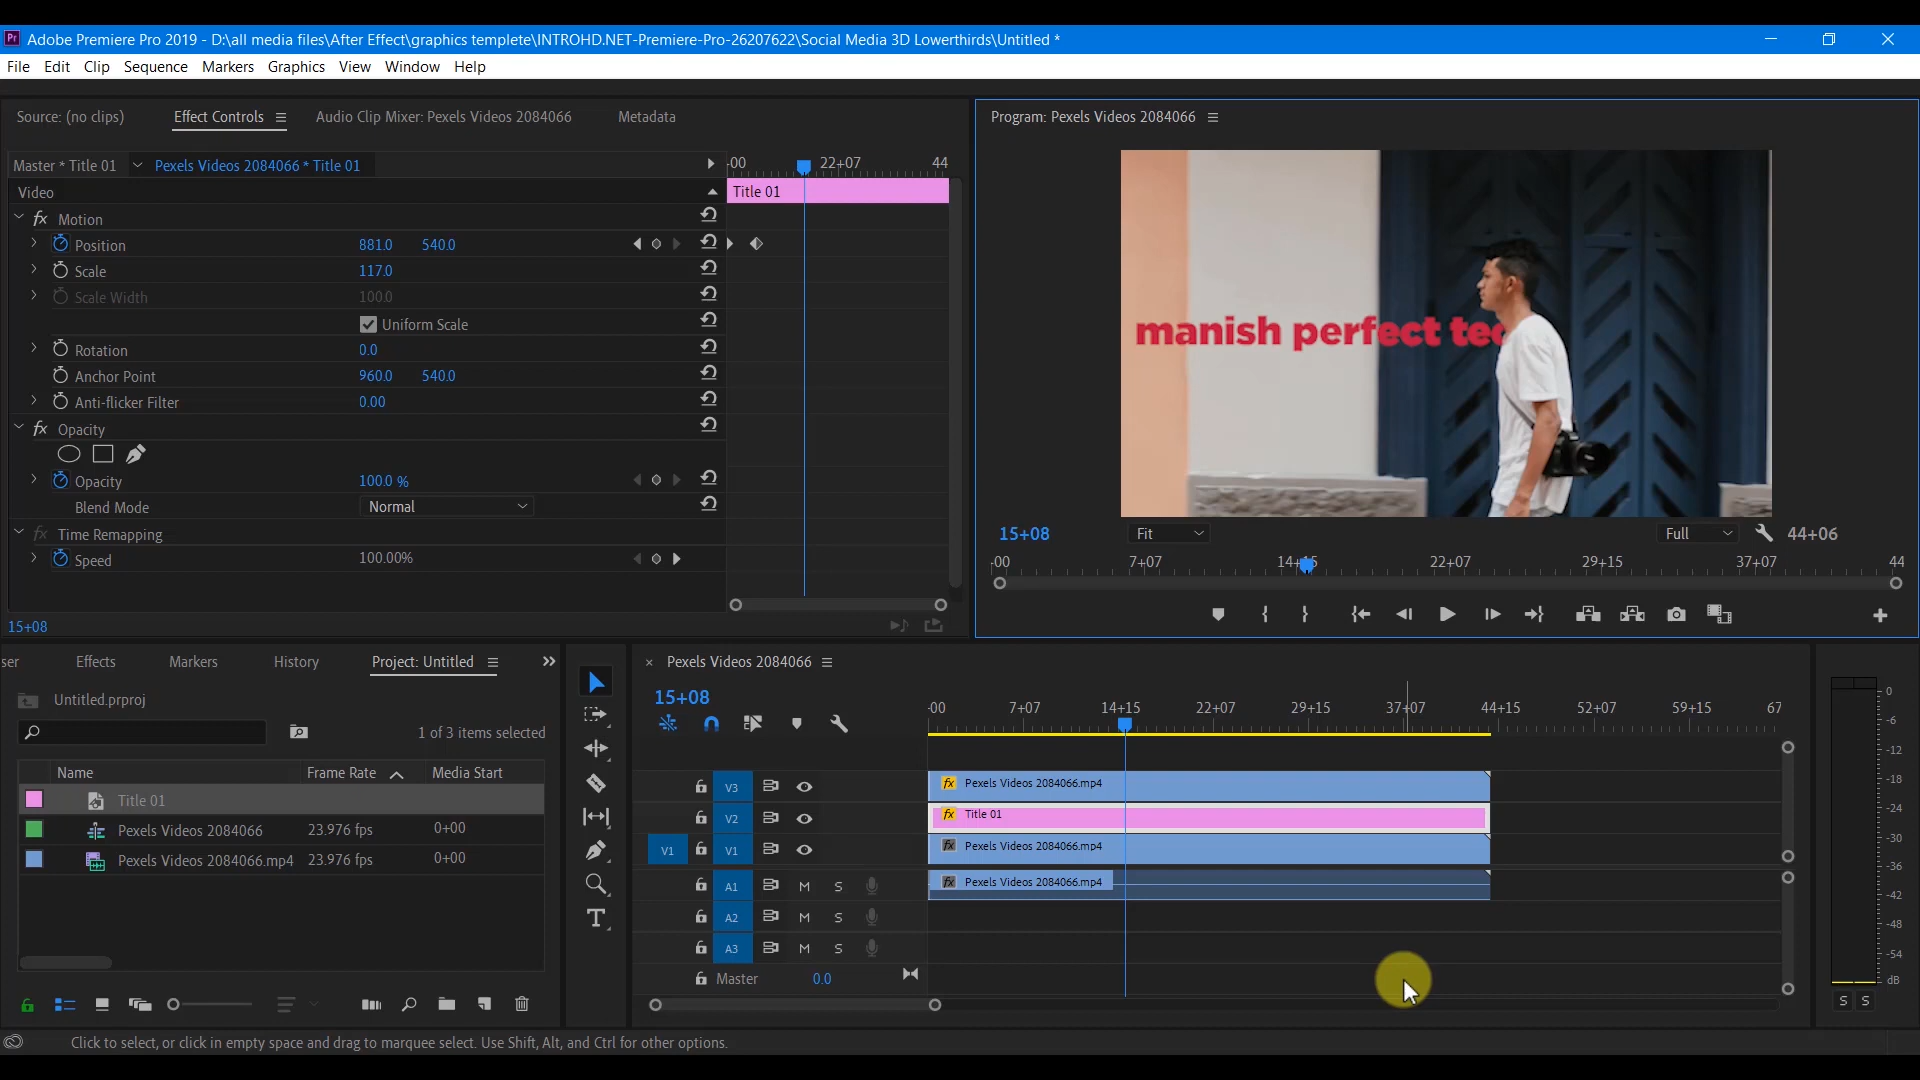 Adobe Premiere Pro 2019 - D:\all media files\After Effect\graphics templete\INTROHD.NET-Premiere-Pro-26207622\Social Media 3D Lowerthirds\Untitled *
File Edit Clip Sequence Markers Graphics View Window Help
Source: (no clips) Effect Controls Audio Clip Mixer: Pexels Videos 2084066 Metadata
Master * Title 01 Pexels Videos 2084066 * Title 01
:00 22+07 44
Video
Title 01
fx Motion
Position 881.0 540.0
Scale 117.0
Scale Width 100.0
Uniform Scale
Rotation 0.0
Anchor Point 960.0 540.0
Anti-flicker Filter 0.00
fx Opacity
Opacity 100.0 %
Blend Mode Normal
fx Time Remapping
Speed 100.00%
15+08
Program: Pexels Videos 2084066
manish perfect tec
15+08 Fit Full 44+06
:00 7+07 14+15 22+07 29+15 37+07 44
ser Effects Markers History Project: Untitled
Untitled.prproj
1 of 3 items selected
Name Frame Rate Media Start
Title 01
Pexels Videos 2084066 23.976 fps 0+00
Pexels Videos 2084066.mp4 23.976 fps 0+00
Pexels Videos 2084066
15+08
:00 7+07 14+15 22+07 29+15 37+07 44+15 52+07 59+15 67
V3 fx Pexels Videos 2084066.mp4
V2 fx Title 01
V1 V1 fx Pexels Videos 2084066.mp4
A1 M S fx Pexels Videos 2084066.mp4
A2 M S
A3 M S
Master 0.0
0
-6
-12
-18
-24
-30
-36
-42
-48
-54
dB
S S
Click to select, or click in empty space and drag to marquee select. Use Shift, Alt, and Ctrl for other options.